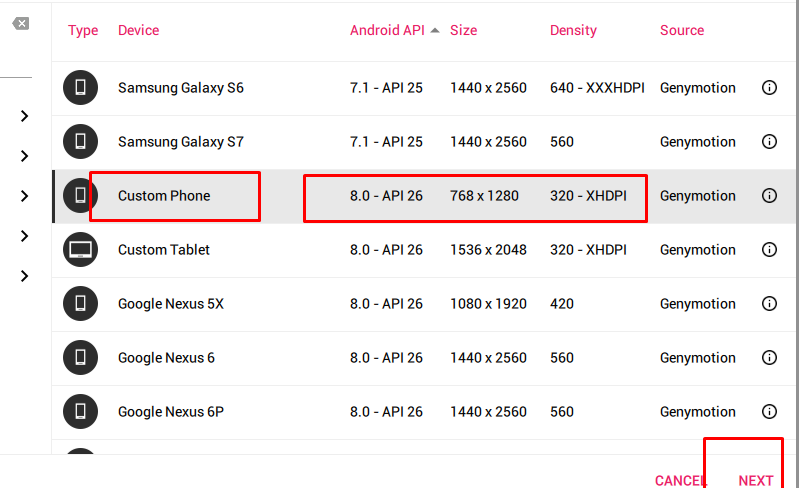 Type Device Android API Size Density Source
Samsung Galaxy S6 7.1 - API 25 1440 x 2560 640 - XXXHDPI Genymotion
Samsung Galaxy S7 7.1 - API 25 1440 x 2560 560 Genymotion
Custom Phone 8.0 - API 26 768 x 1280 320 - XHDPI Genymotion
Custom Tablet 8.0 - API 26 1536 x 2048 320 - XHDPI Genymotion
Google Nexus 5X 8.0 - API 26 1080 x 1920 420 Genymotion
Google Nexus 6 8.0 - API 26 1440 x 2560 560 Genymotion
Google Nexus 6P 8.0 - API 26 1440 x 2560 560 Genymotion
CANCEL NEXT